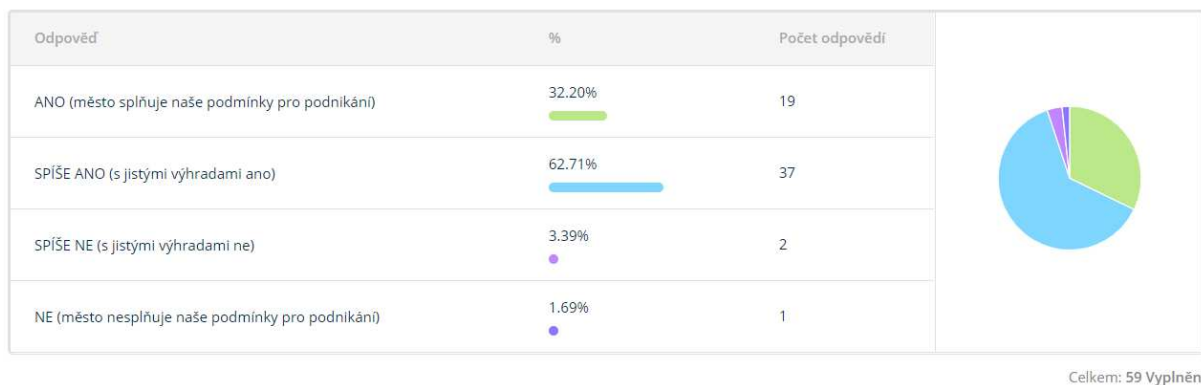 Odpověď % Počet odpovědí
ANO (město splňuje naše podmínky pro podnikání) 32.20% 19
SPÍŠE ANO (s jistými výhradami ano) 62.71% 37
SPÍŠE NE (s jistými výhradami ne) 3.39% 2
NE (město nesplňuje naše podmínky pro podnikání) 1.69% 1
Celkem: 59 Vyplněn